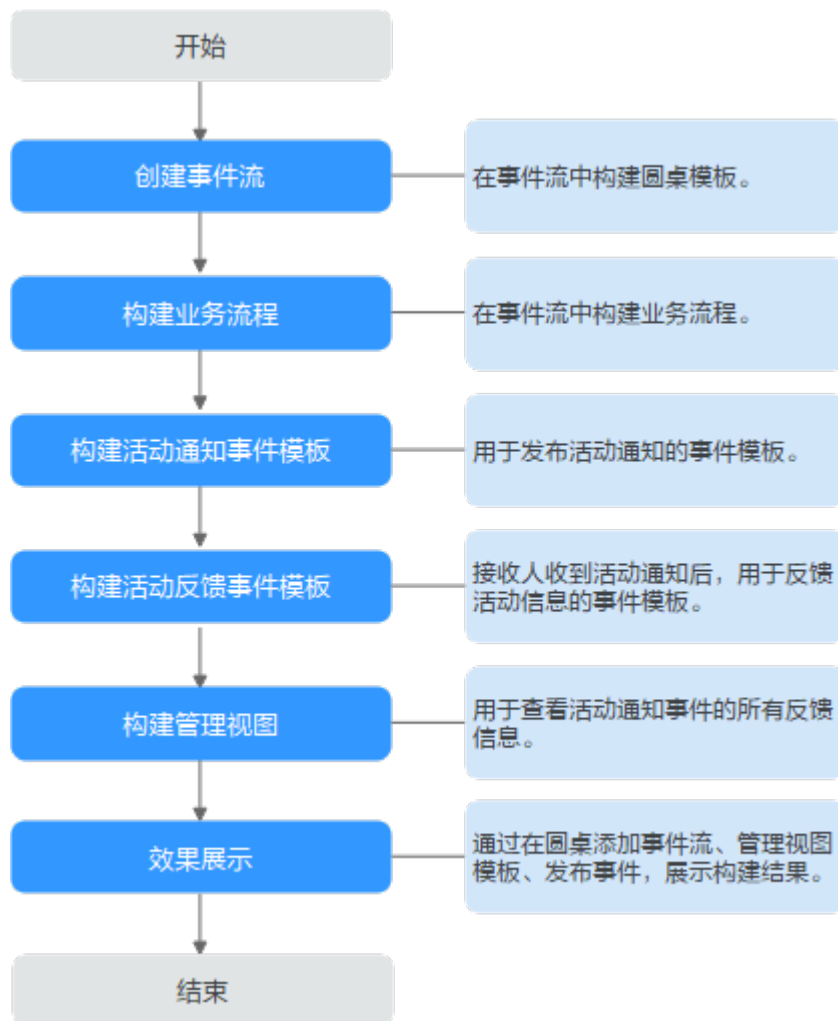 开始
创建事件流
在事件流中构建圆桌模板。
构建业务流程
在事件流中构建业务流程。
构建活动通知事件模板
用于发布活动通知的事件模板。
构建活动反馈事件模板
接收人收到活动通知后，用于反馈
活动信息的事件模板。
构建管理视图
用于查看活动通知事件的所有反馈
信息。
效果展示
通过在圆桌添加事件流、管理视图
模板、发布事件，展示构建结果。
结束